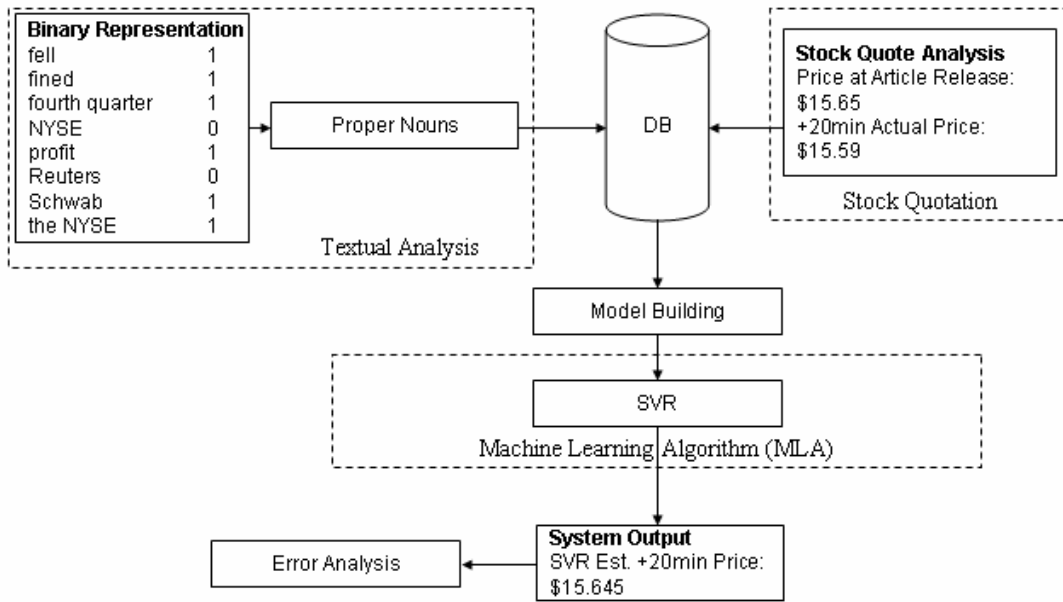 Binary Representation
fell 1
fined 1
fourth quarter 1
NYSE 0
profit 1
Reuters 0
Schwab 1
the NYSE 1
Proper Nouns
Textual Analysis
DB
Stock Quote Analysis
Price at Article Release:
$15.65
+20min Actual Price:
$15.59
Stock Quotation
Model Building
SVR
Machine Learning Algorithm (MLA)
System Output
SVR Est. +20min Price:
$15.645
Error Analysis